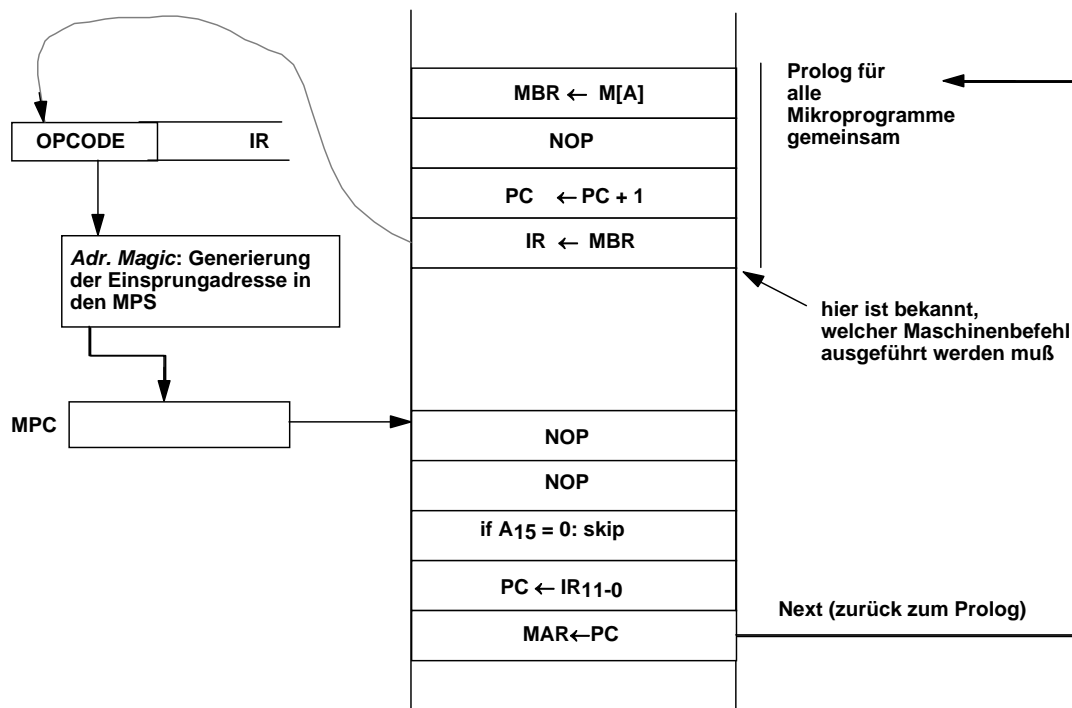 MBR ← M[A]
Prolog für
alle
Mikroprogramme
gemeinsam
OPCODE
IR
NOP
PC ← PC + 1
IR ← MBR
Adr. Magic: Generierung
der Einsprungadresse in
den MPS
hier ist bekannt,
welcher Maschinenbefehl
ausgeführt werden muß
MPC
NOP
NOP
if A15 = 0: skip
PC ← IR11-0
MAR←PC
Next (zurück zum Prolog)